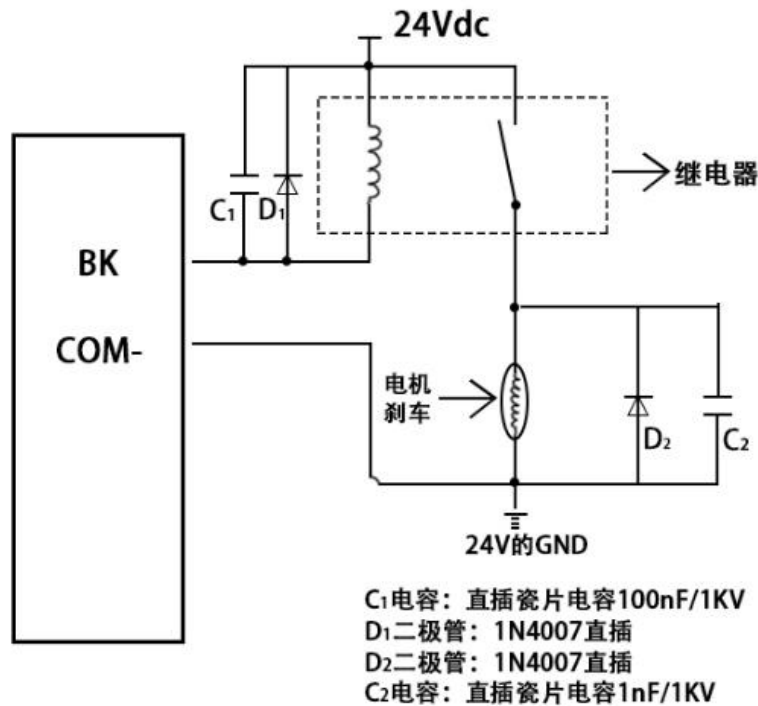 24Vdc
C₁
D₁
继电器
BK
COM-
电机
刹车
D₂
C₂
24V的GND
C₁电容：直插瓷片电容100nF/1KV
D₁二极管：1N4007直插
D₂二极管：1N4007直插
C₂电容：直插瓷片电容1nF/1KV